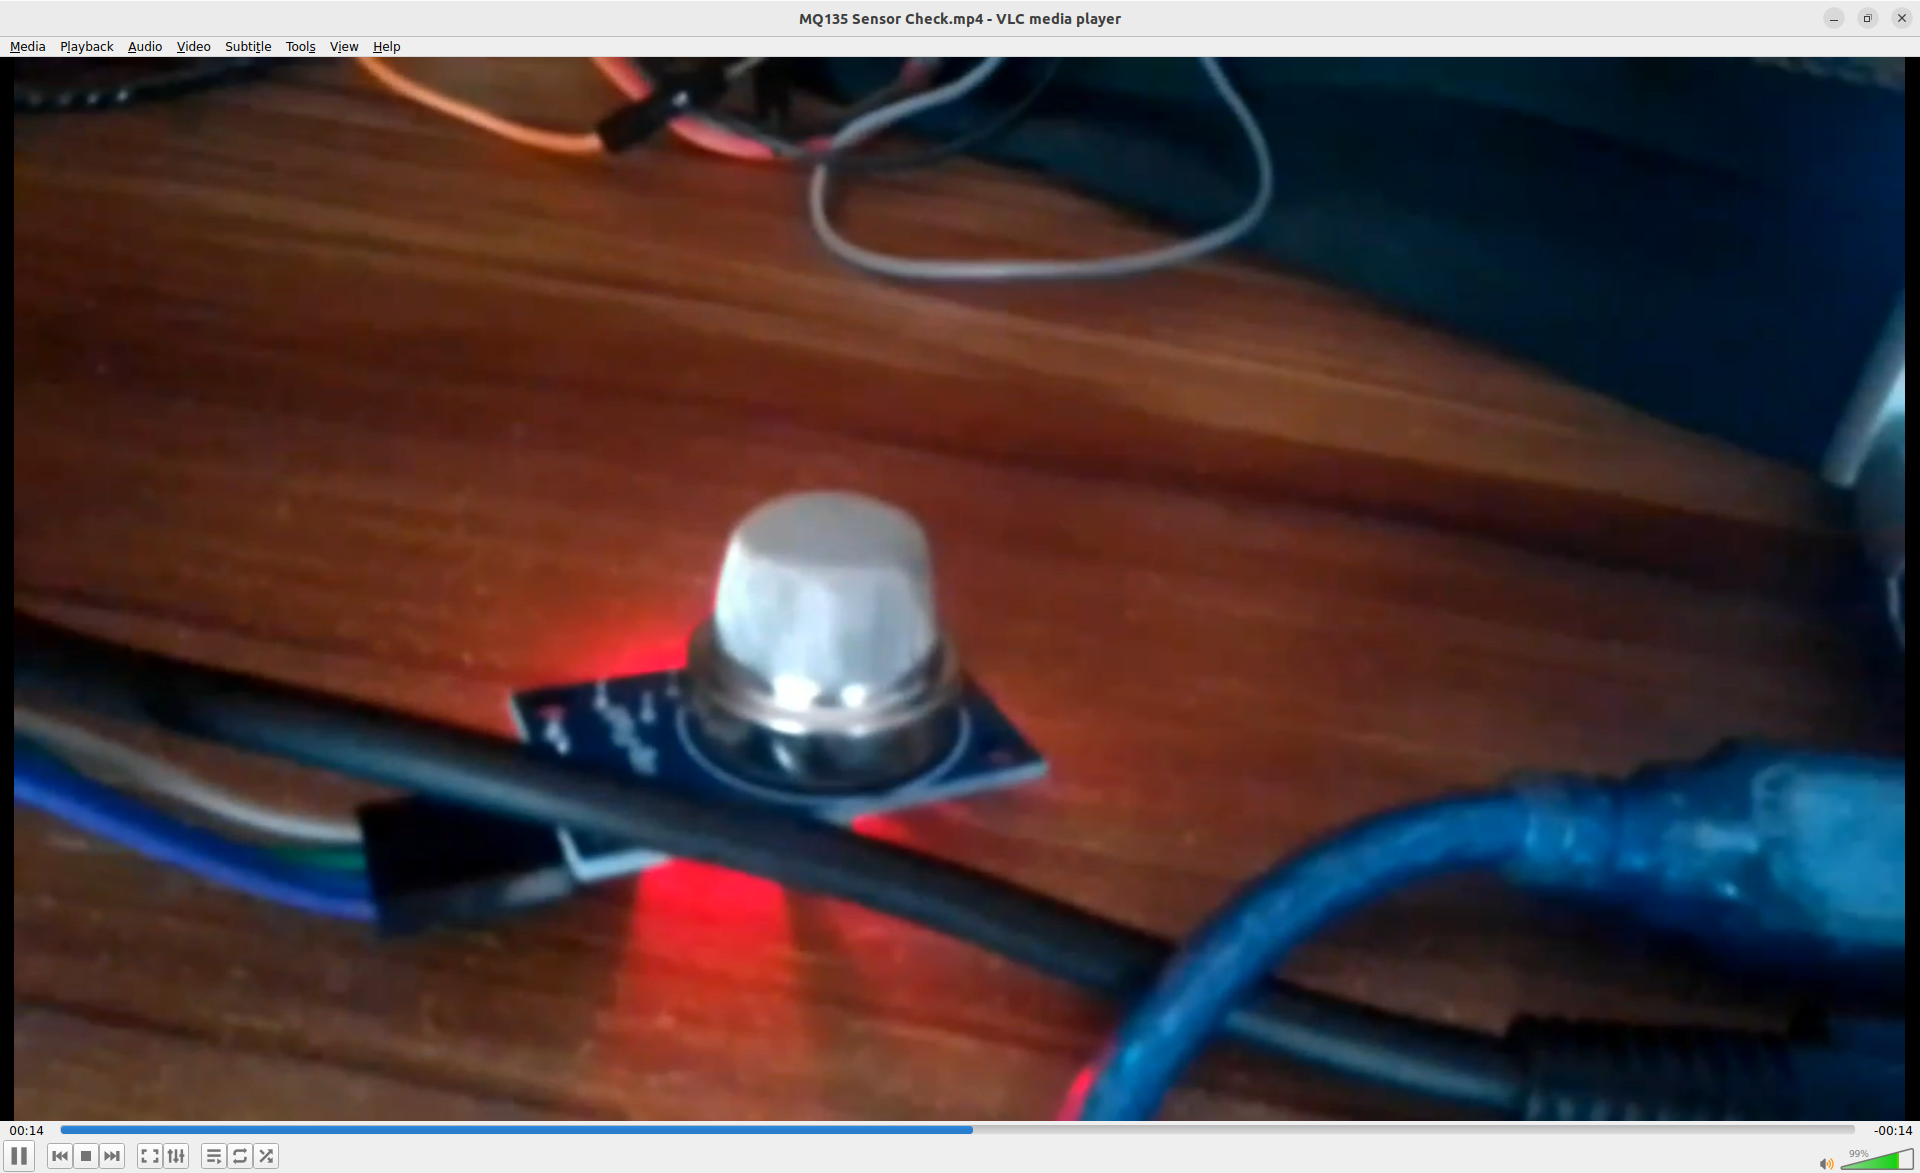 MQ135 Sensor Check.mp4 - VLC media player
Media Playback Audio Video Subtitle Tools View Help
00:14
-00:14
99%